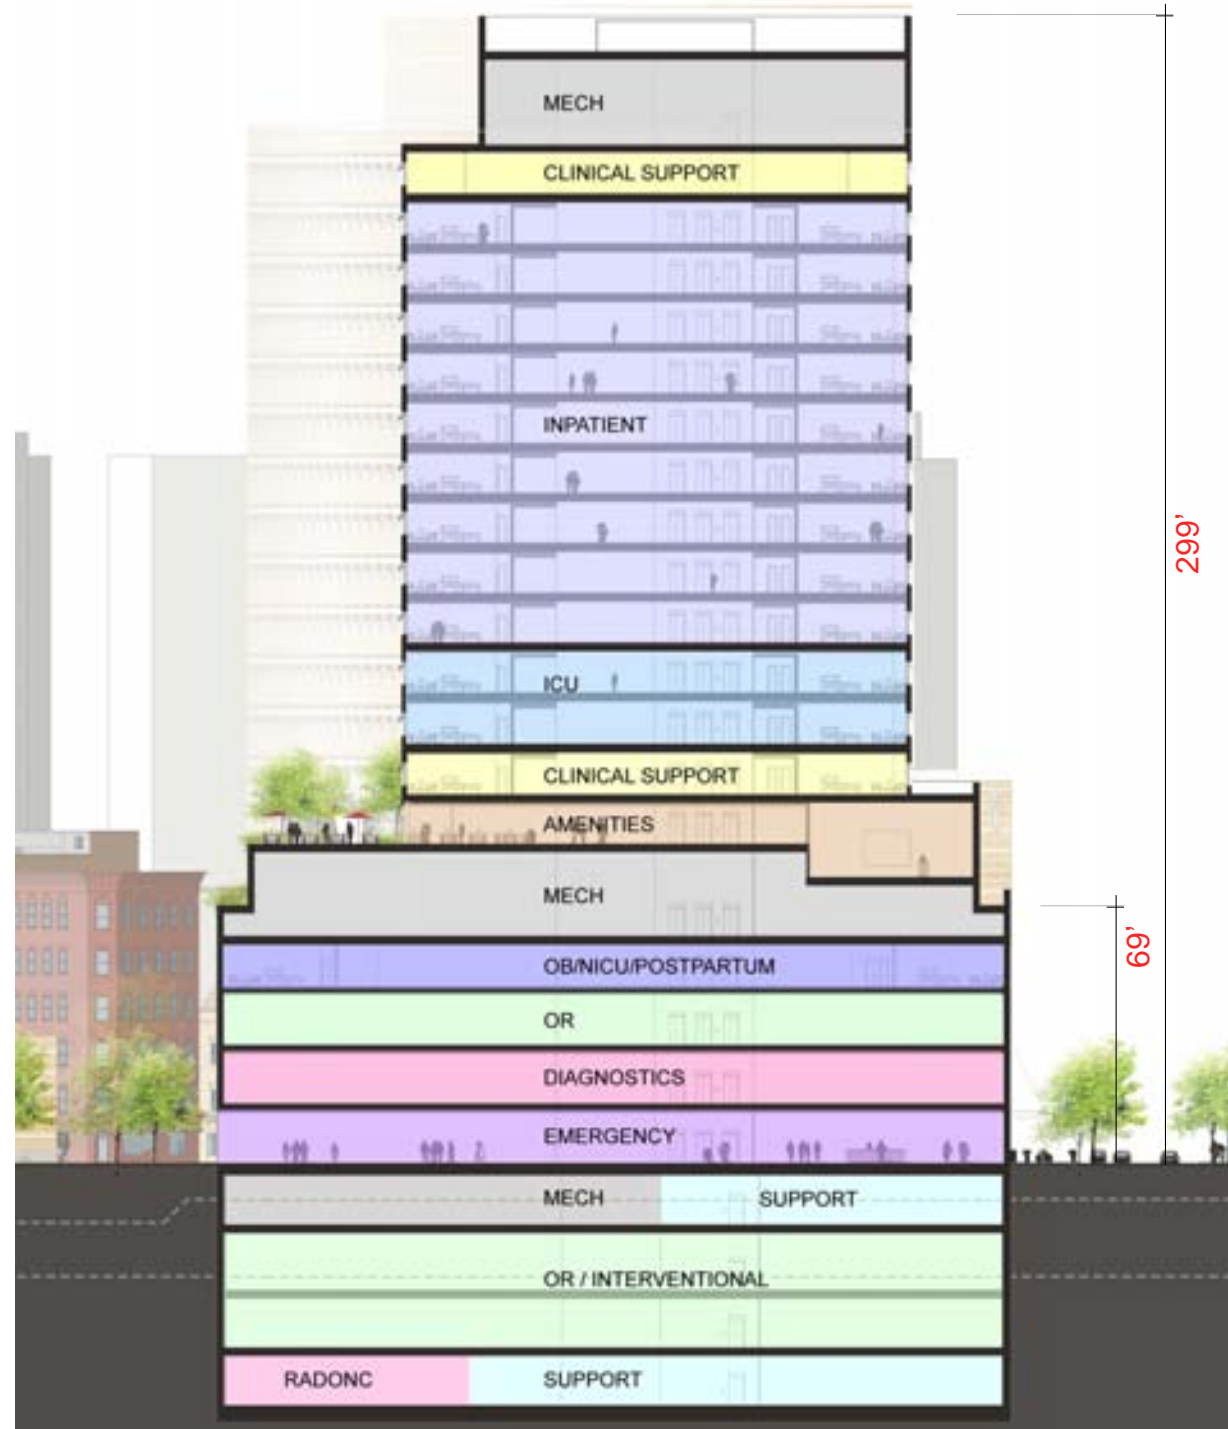 MECH
CLINICAL SUPPORT
INPATIENT
299’
ICU
CLINICAL SUPPORT
AMENITIES
MECH
69’
OB/NICU/POSTPARTUM
OR
DIAGNOSTICS
EMERGENCY
MECH SUPPORT
OR / INTERVENTIONAL
RADONC SUPPORT